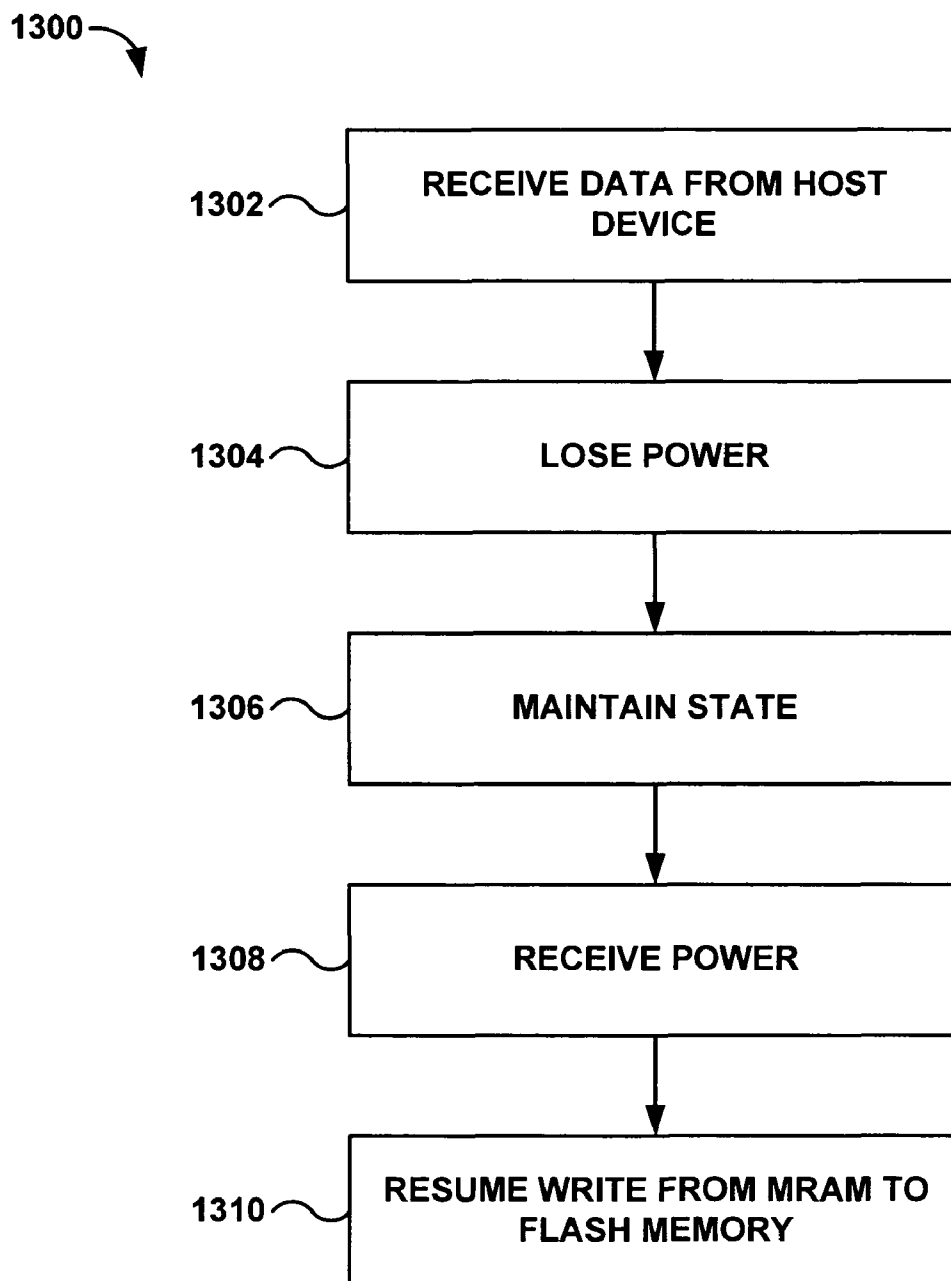 1300
1302
RECEIVE DATA FROM HOST
DEVICE
1304
LOSE POWER
1306
MAINTAIN STATE
1308
RECEIVE POWER
1310
RESUME WRITE FROM MRAM TO
FLASH MEMORY